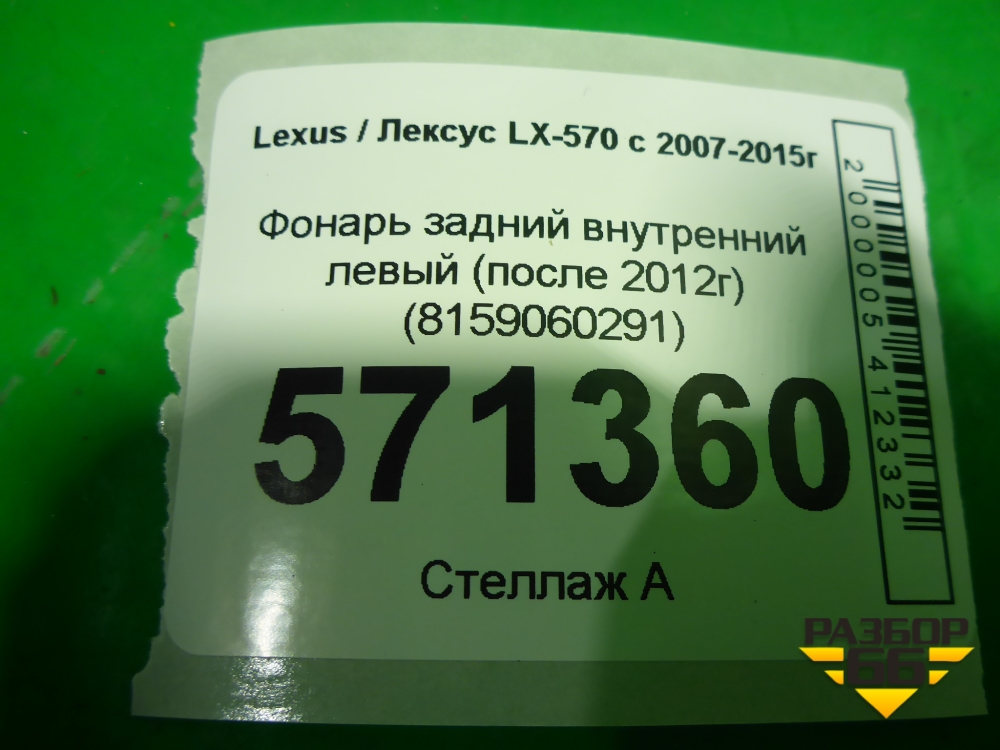 Lexus / Лексус LX-570 с 2007-2015г
Фонарь задний внутренний
левый (после 2012г)
(8159060291)
571360
Стеллаж А
2000005412332
РАЗБОР
66